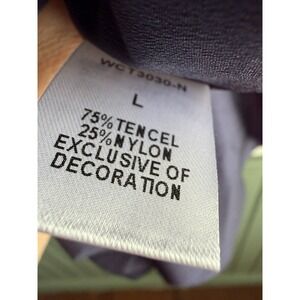 WCT3030-N
L
75% TENCEL
25% NYLON
EXCLUSIVE OF
DECORATION